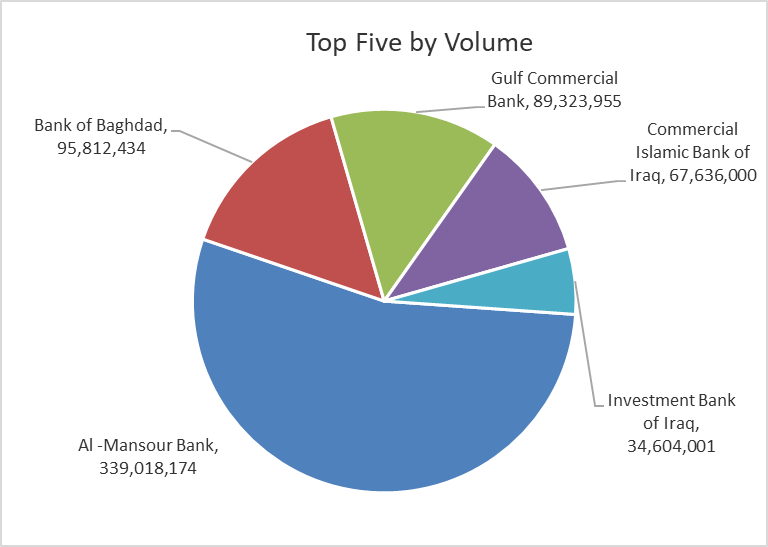 Top Five by Volume
Gulf Commercial
Bank, 89,323,955
Bank of Baghdad,
95,812,434
Commercial
Islamic Bank of
Iraq, 67,636,000
Investment Bank
of Iraq,
34,604,001
Al -Mansour Bank,
339,018,174